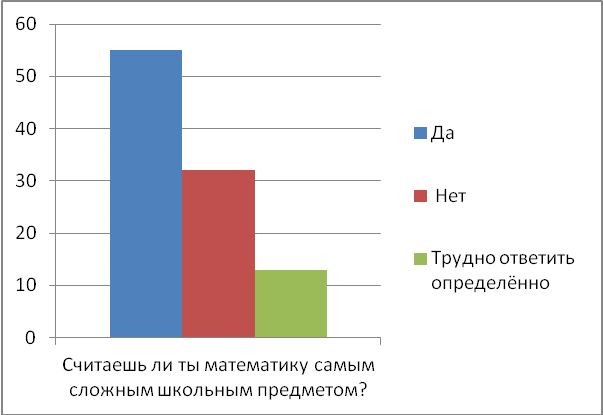 60
50
40
30
20
10
0
Считаешь ли ты математику самым
сложным школьным предметом?
Да
Нет
Трудно ответить
определённо